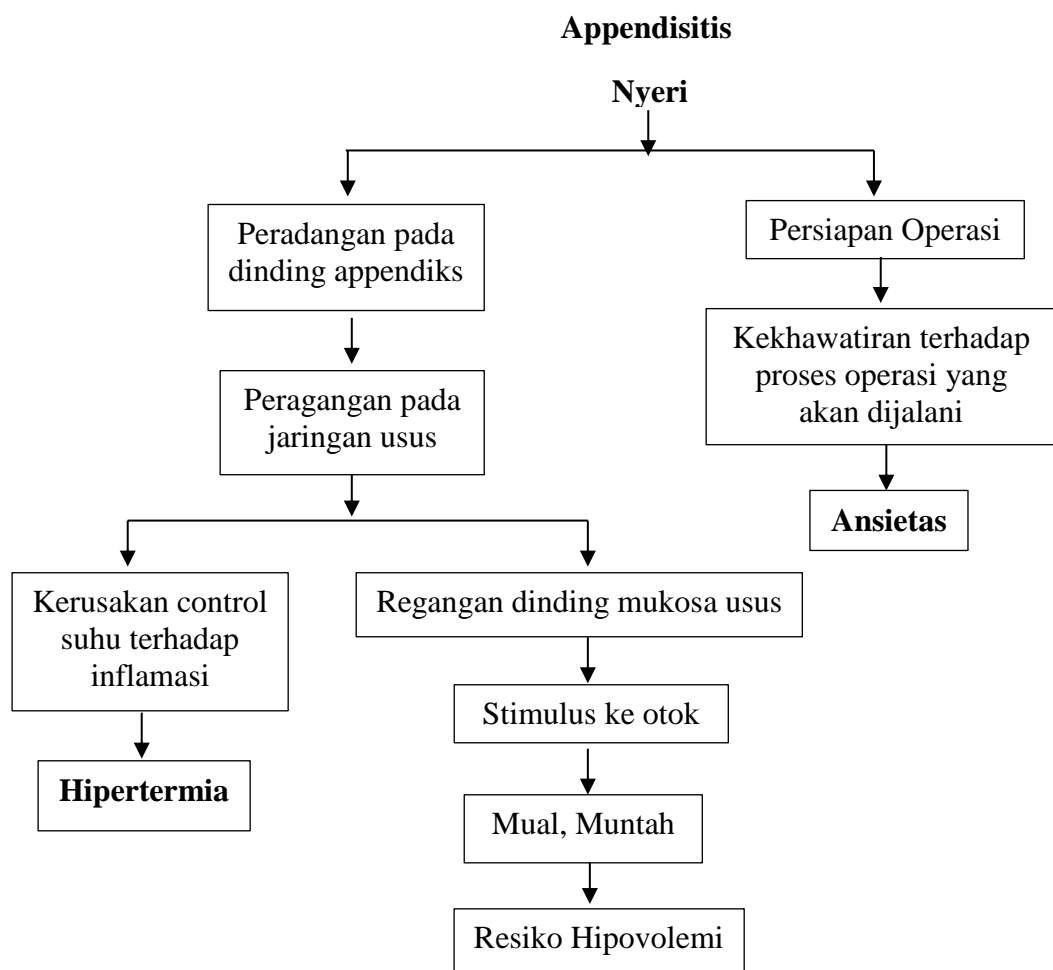 Appendisitis
Nyeri
Peradangan pada
dinding appendiks
Persiapan Operasi
Kekhawatiran terhadap
proses operasi yang
akan dijalani
Peragangan pada
jaringan usus
Ansietas
Kerusakan control
suhu terhadap
inflamasi
Regangan dinding mukosa usus
Stimulus ke otok
Hipertermia
Mual, Muntah
Resiko Hipovolemi